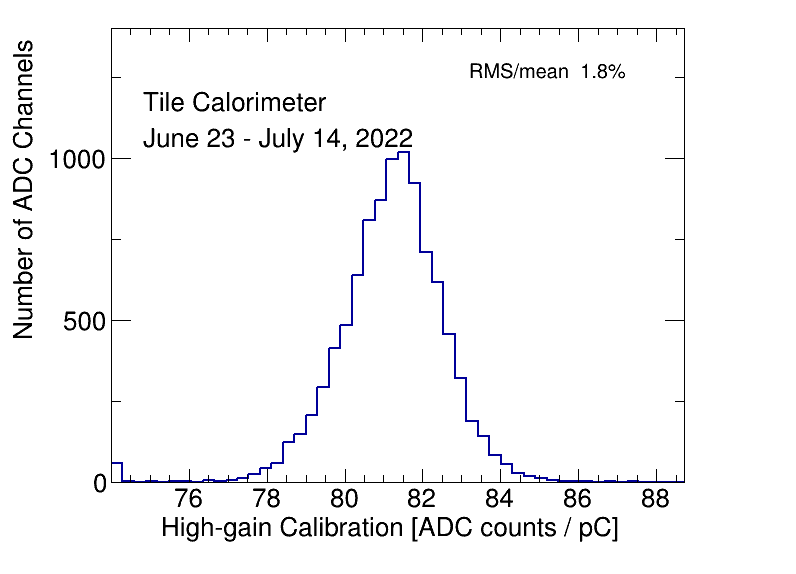 RMS/mean  1.8%
Tile Calorimeter
June 23 - July 14, 2022
Number of ADC Channels
1000
500
0
76 78 80 82 84 86 88
High-gain Calibration [ADC counts / pC]